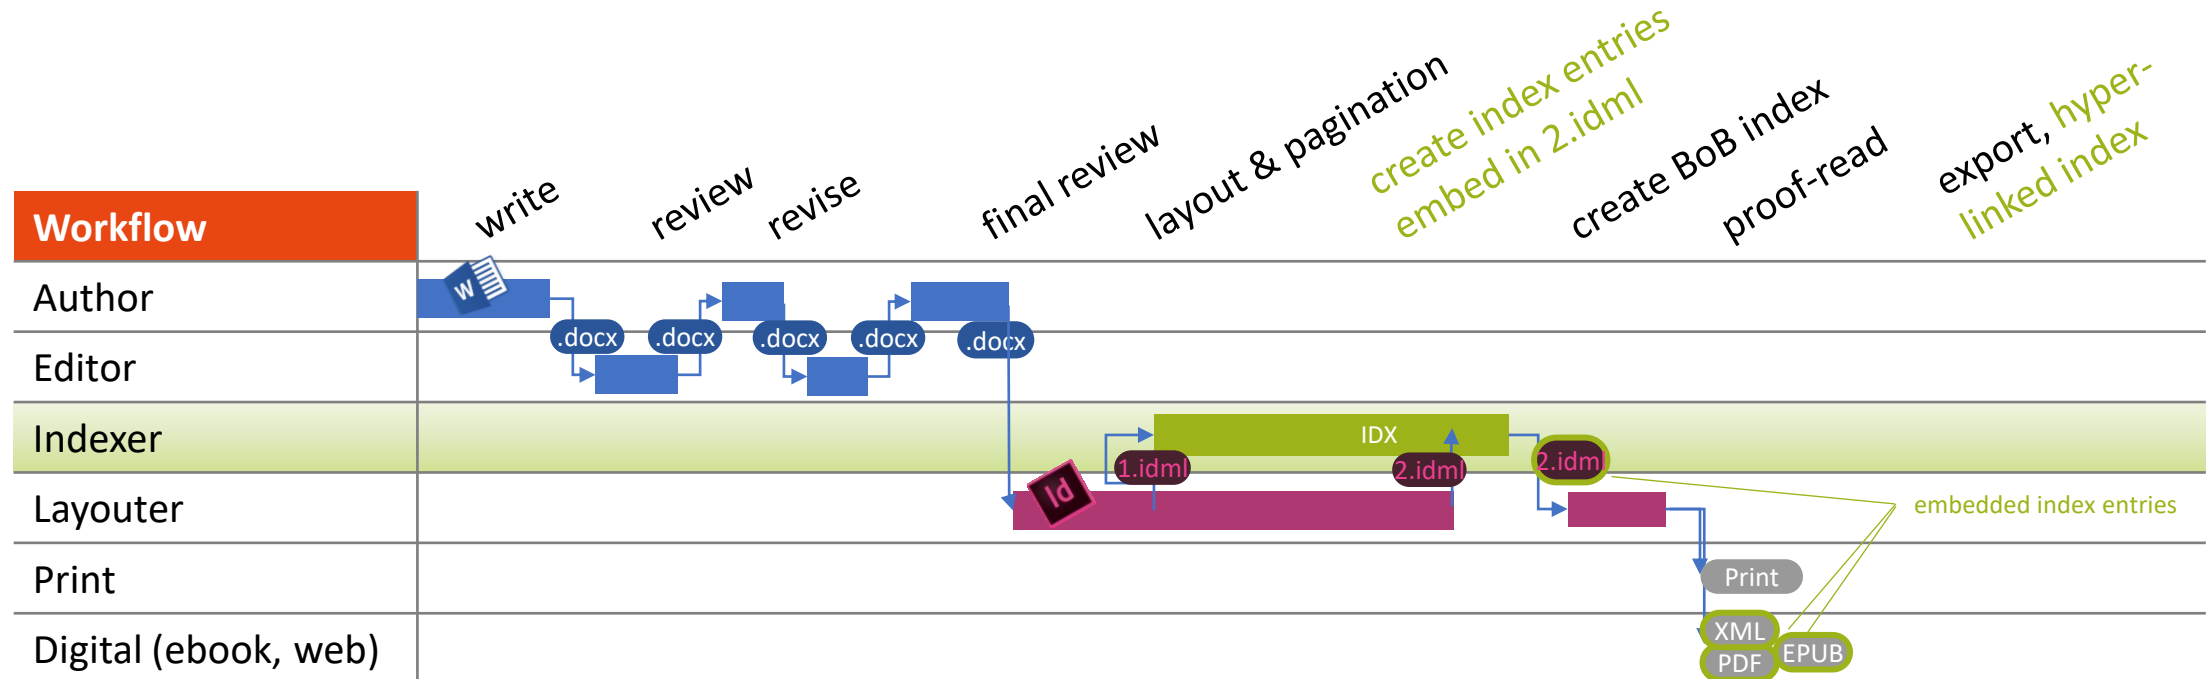 write
review
revise
final review
layout & pagination
create index entries
embed in 2.idml
create BoB index
proof-read
export, hyper-
linked index
Workflow
Author
W
.docx
.docx
.docx
.docx
.docx
Editor
Indexer
IDX
1.idml
2.idml
2.idml
Layouter
Id
embedded index entries
Print
Print
Digital (ebook, web)
XML
PDF
EPUB